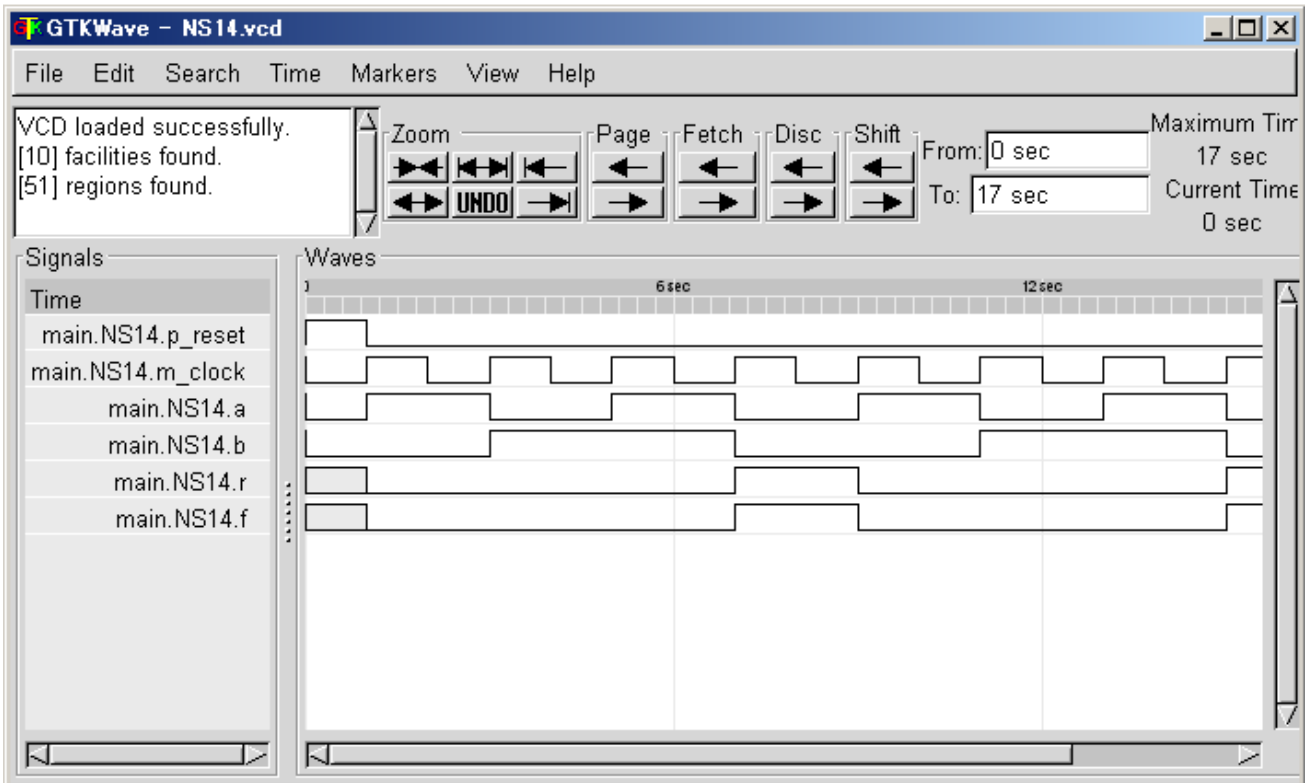 GTK GTKWave - NS14.vcd
File Edit Search Time Markers View Help
VCD loaded successfully.
[10] facilities found.
[51] regions found.
Zoom
UNDO
Page
Fetch
Disc
Shift
From: 0 sec
To: 17 sec
Maximum Tim
17 sec
Current Time
0 sec
Signals
Time
main.NS14.p_reset
main.NS14.m_clock
main.NS14.a
main.NS14.b
main.NS14.r
main.NS14.f
Waves
6 sec 12 sec